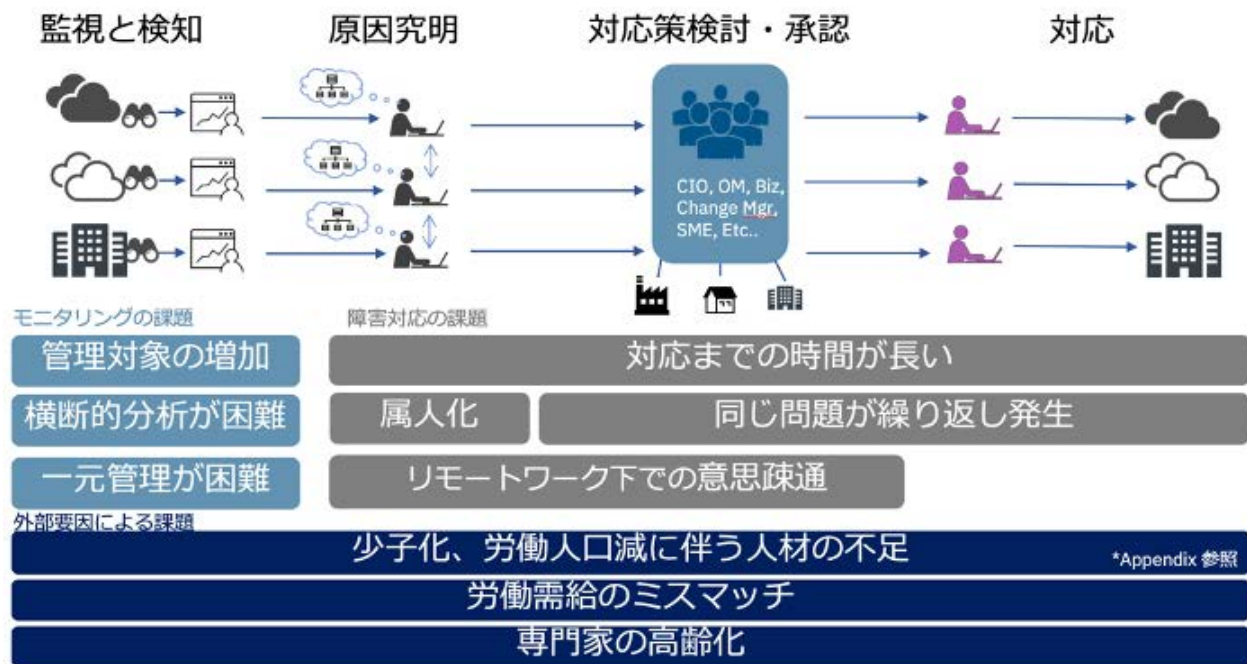 監視と検知
原因究明
対応策検討・承認
対応
CIO, OM, Biz,
Change Mgr,
SME, Etc..
モニタリングの課題
障害対応の課題
管理対象の増加
対応までの時間が長い
横断的分析が困難
属人化
同じ問題が繰り返し発生
一元管理が困難
リモートワーク下での意思疎通
外部要因による課題
少子化、労働人口減に伴う人材の不足
*Appendix 参照
労働需給のミスマッチ
専門家の高齢化